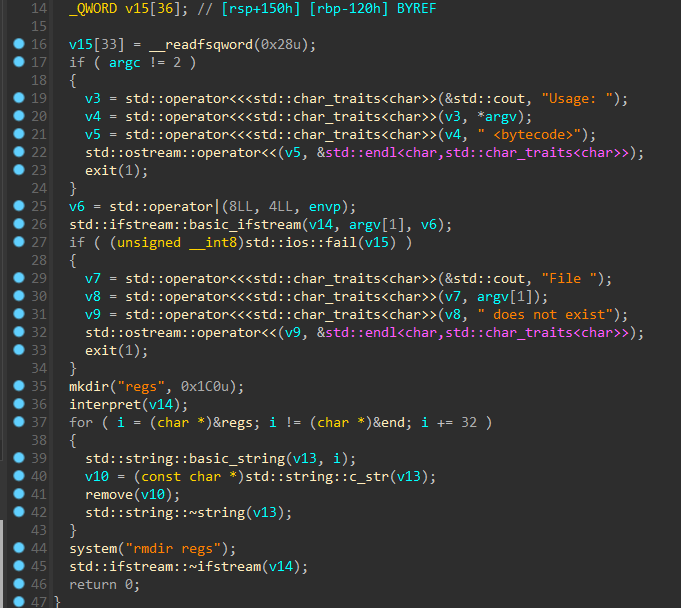 14 _QWORD v15[36]; // [rsp+150h] [rbp-120h] BYREF
15
16 v15[33] = __readfsqword(0x28u);
17 if ( argc != 2 )
18 {
19 v3 = std::operator<<<std::char_traits<char>>(&std::cout, "Usage: ");
20 v4 = std::operator<<<std::char_traits<char>>(v3, *argv);
21 v5 = std::operator<<<std::char_traits<char>>(v4, " <bytecode>");
22 std::ostream::operator<<(v5, &std::endl<char,std::char_traits<char>>);
23 exit(1);
24 }
25 v6 = std::operator|(8LL, 4LL, envp);
26 std::ifstream::basic_ifstream(v14, argv[1], v6);
27 if ( (unsigned __int8)std::ios::fail(v15) )
28 {
29 v7 = std::operator<<<std::char_traits<char>>(&std::cout, "File ");
30 v8 = std::operator<<<std::char_traits<char>>(v7, argv[1]);
31 v9 = std::operator<<<std::char_traits<char>>(v8, " does not exist");
32 std::ostream::operator<<(v9, &std::endl<char,std::char_traits<char>>);
33 exit(1);
34 }
35 mkdir("regs", 0x1C0u);
36 interpret(v14);
37 for ( i = (char *)&regs; i != (char *)&end; i += 32 )
38 {
39 std::string::basic_string(v13, i);
40 v10 = (const char *)std::string::c_str(v13);
41 remove(v10);
42 std::string::~string(v13);
43 }
44 system("rmdir regs");
45 std::ifstream::~ifstream(v14);
46 return 0;
47 }